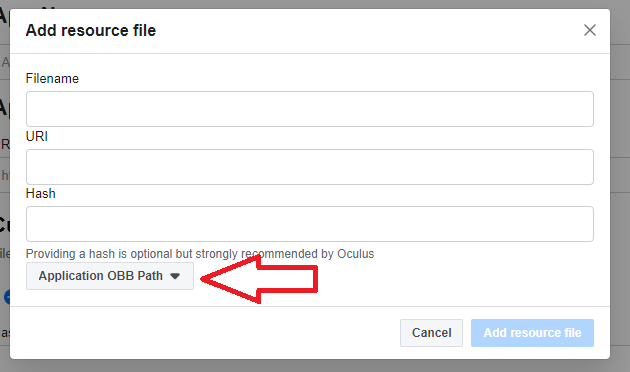 Add resource file
Filename
URI
Hash
Providing a hash is optional but strongly recommended by Oculus
Application OBB Path
Cancel
Add resource file